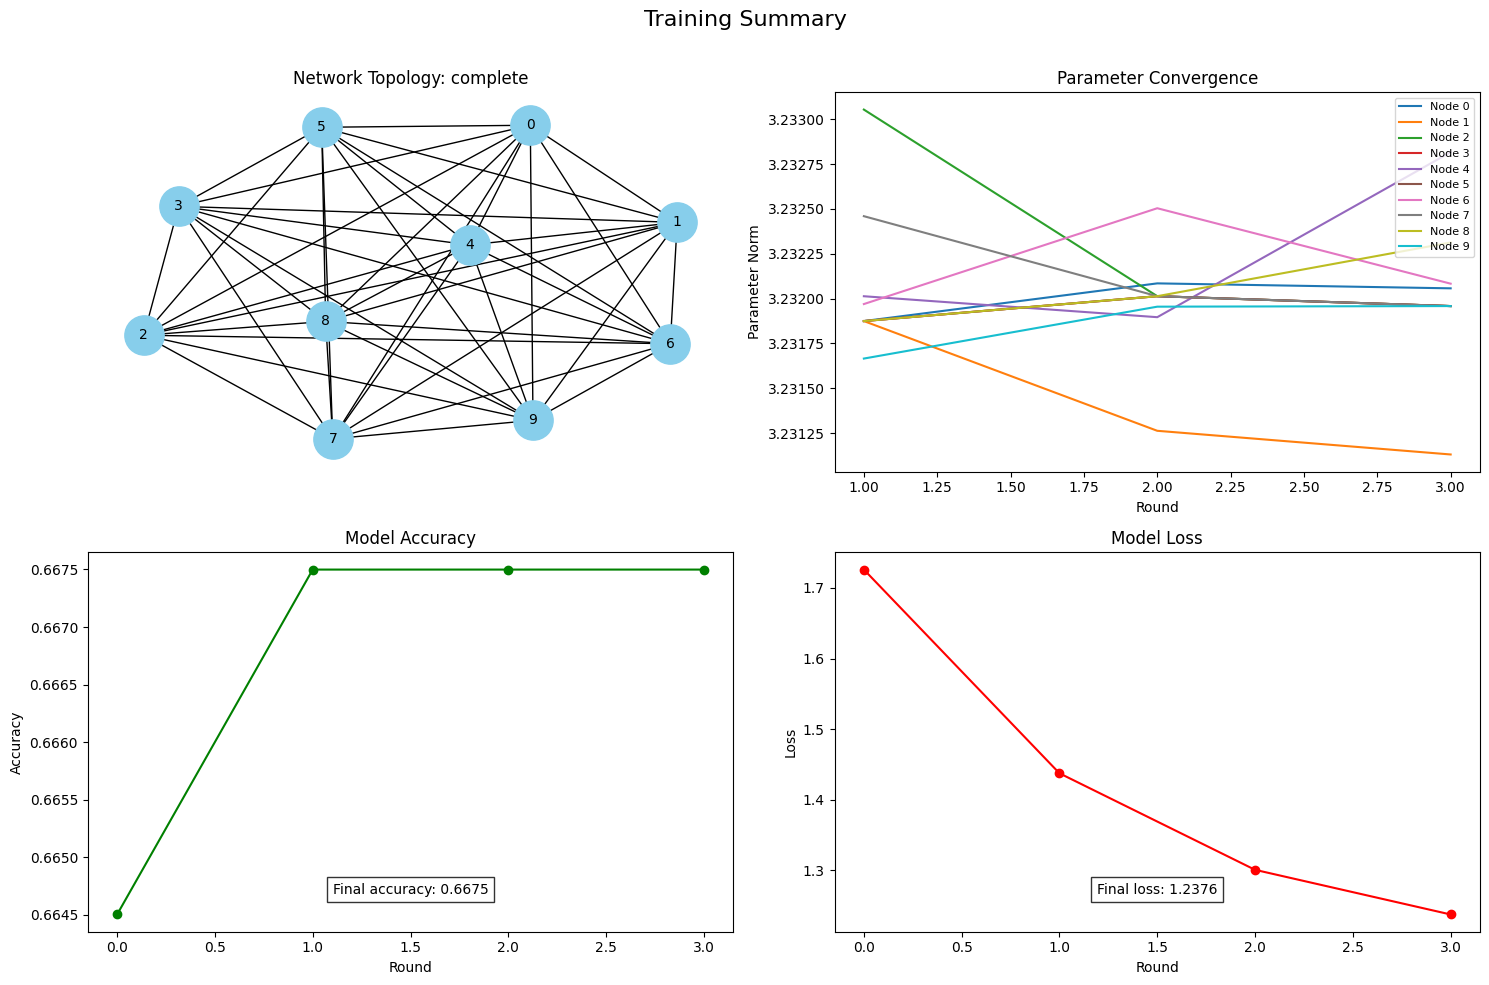 Training Summary
Network Topology: complete
5
0
3
1
4
8
2
6
9
7
Parameter Convergence
Parameter Norm
3.23300
3.23275
3.23250
3.23225
3.23200
3.23175
3.23150
3.23125
Node 0
Node 1
Node 2
Node 3
Node 4
Node 5
Node 6
Node 7
Node 8
Node 9
1.00 1.25 1.50 1.75 2.00 2.25 2.50 2.75 3.00
Round
Model Accuracy
Accuracy
0.6675
0.6670
0.6665
0.6660
0.6655
0.6650
0.6645
Final accuracy: 0.6675
0.0 0.5 1.0 1.5 2.0 2.5 3.0
Round
Model Loss
Loss
1.7
1.6
1.5
1.4
1.3
Final loss: 1.2376
0.0 0.5 1.0 1.5 2.0 2.5 3.0
Round